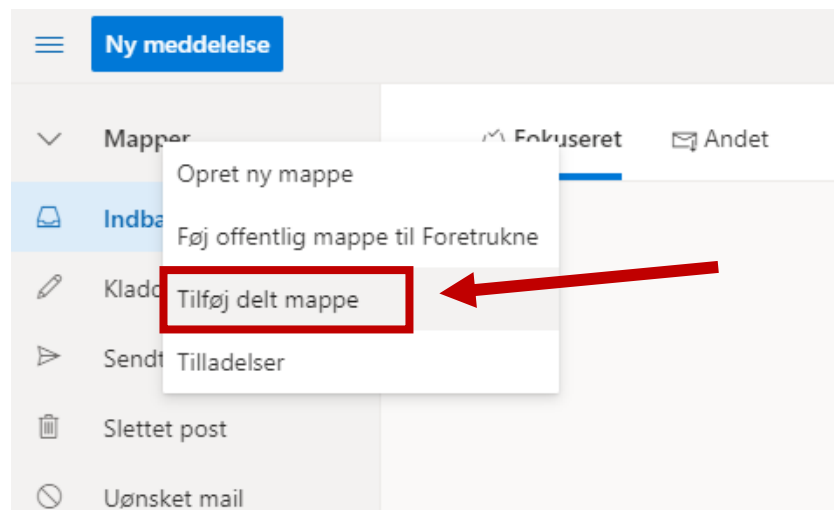 Ny meddelelse
Mapper
Fokuseret
Andet
Opret ny mappe
Føj offentlig mappe til Foretrukne
Tilføj delt mappe
Tilladelser
Slettet post
Uønsket mail